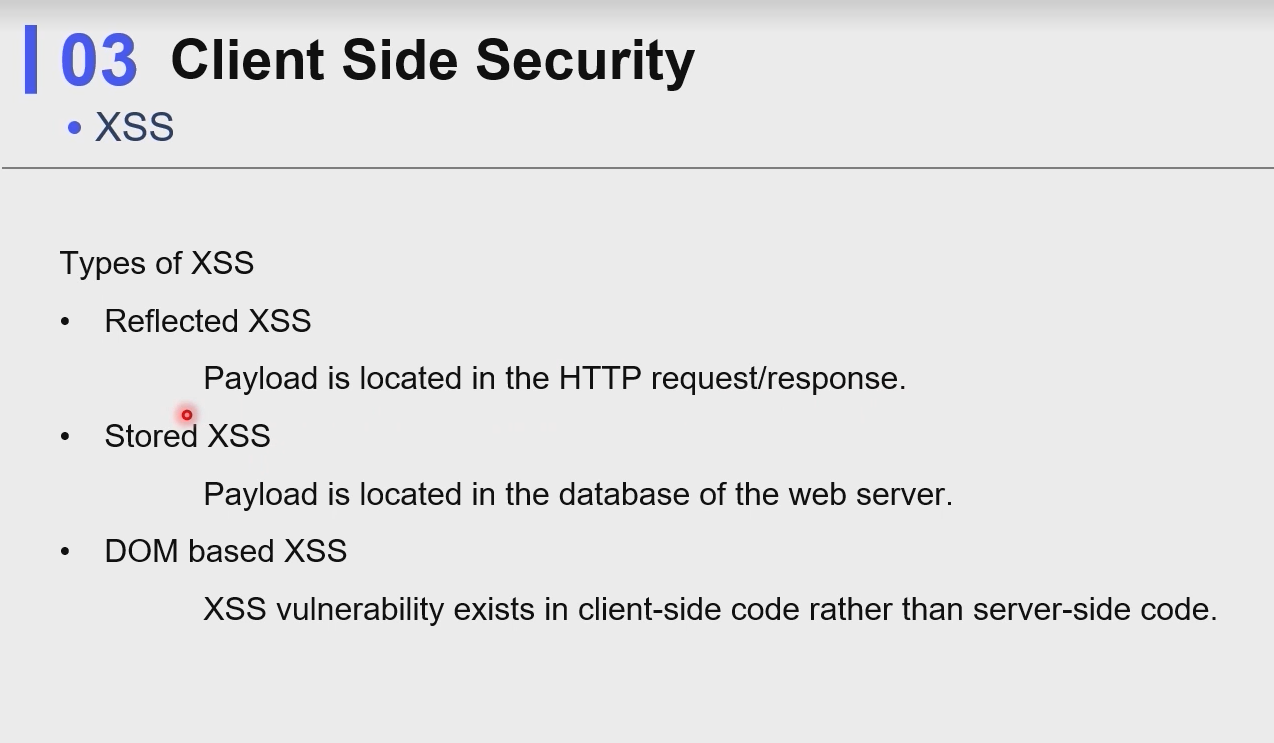 03 Client Side Security
• XSS
Types of XSS
• Reflected XSS
Payload is located in the HTTP request/response.
• Stored XSS
Payload is located in the database of the web server.
• DOM based XSS
XSS vulnerability exists in client-side code rather than server-side code.